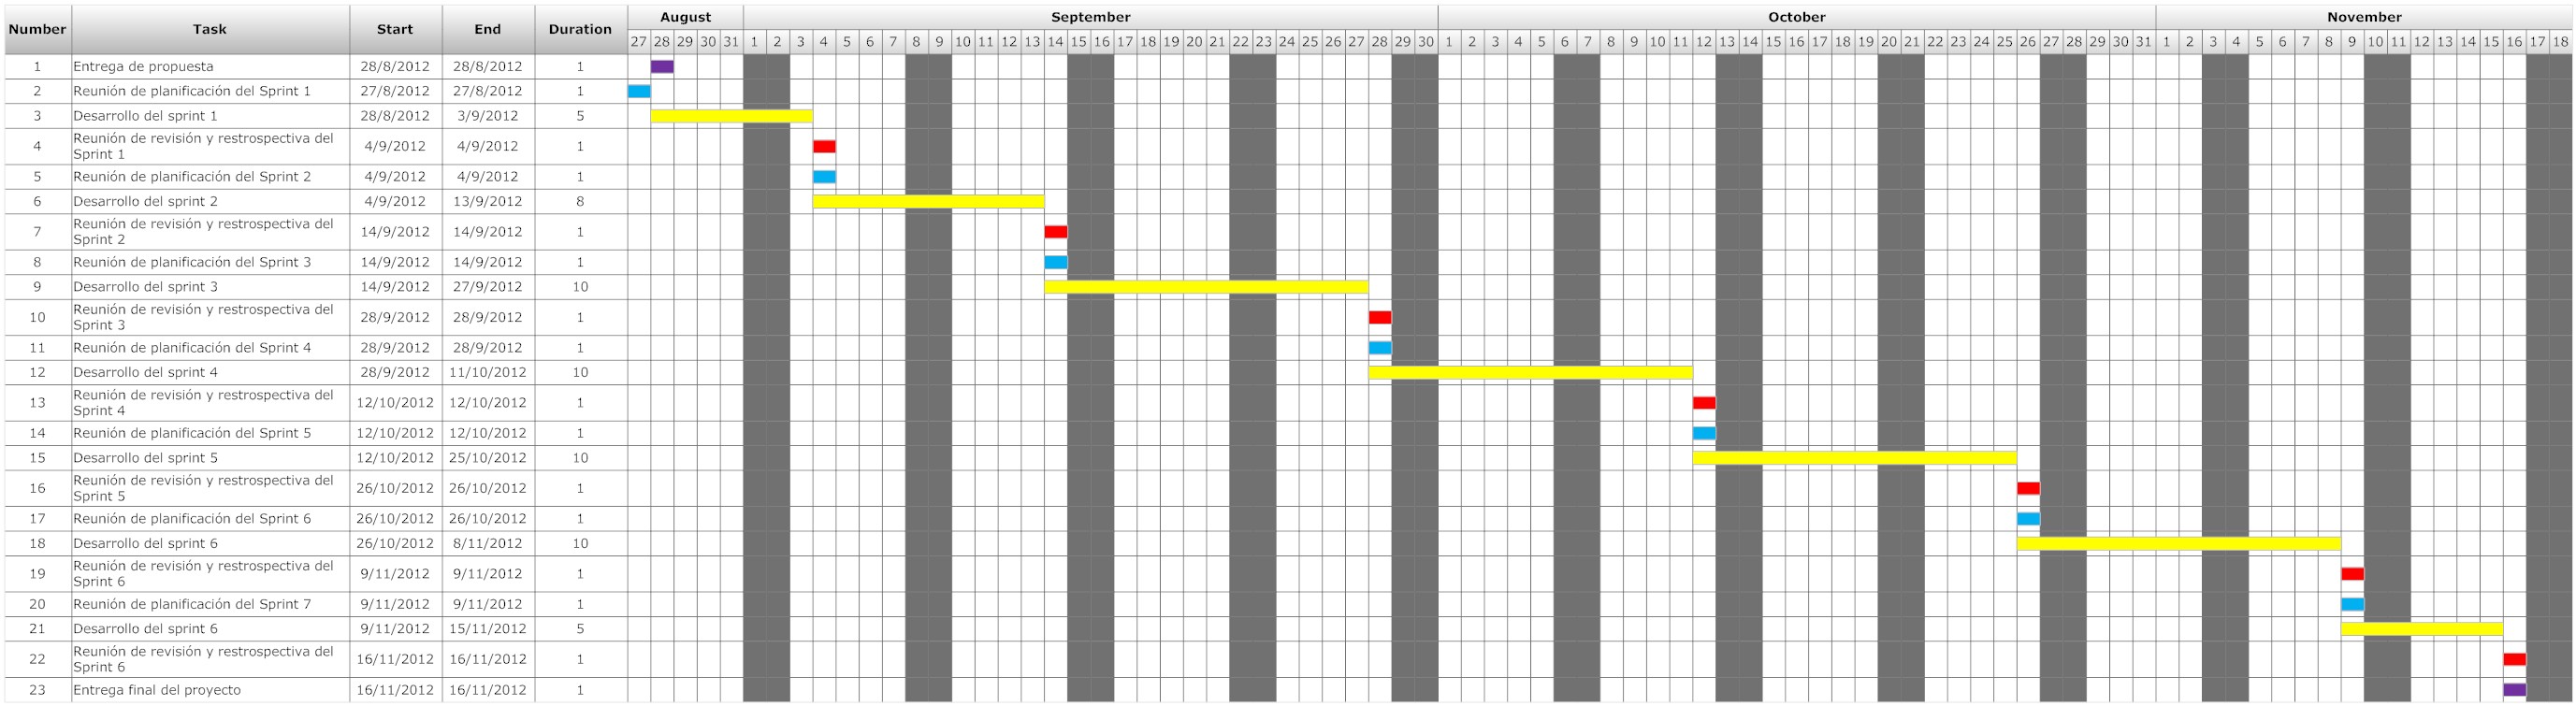 Number Task Start End Duration August September October November
27 28 29 30 31 1 2 3 4 5 6 7 8 9 10 11 12 13 14 15 16 17 18 19 20 21 22 23 24 25 26 27 28 29 30 1 2 3 4 5 6 7 8 9 10 11 12 13 14 15 16 17 18 19 20 21 22 23 24 25 26 27 28 29 30 31 1 2 3 4 5 6 7 8 9 10 11 12 13 14 15 16 17 18
1 Entrega de propuesta 28/8/2012 28/8/2012 1
2 Reunión de planificación del Sprint 1 27/8/2012 27/8/2012 1
3 Desarrollo del sprint 1 28/8/2012 3/9/2012 5
4 Reunión de revisión y restrospectiva del
Sprint 1 4/9/2012 4/9/2012 1
5 Reunión de planificación del Sprint 2 4/9/2012 4/9/2012 1
6 Desarrollo del sprint 2 4/9/2012 13/9/2012 8
7 Reunión de revisión y restrospectiva del
Sprint 2 14/9/2012 14/9/2012 1
8 Reunión de planificación del Sprint 3 14/9/2012 14/9/2012 1
9 Desarrollo del sprint 3 14/9/2012 27/9/2012 10
10 Reunión de revisión y restrospectiva del
Sprint 3 28/9/2012 28/9/2012 1
11 Reunión de planificación del Sprint 4 28/9/2012 28/9/2012 1
12 Desarrollo del sprint 4 28/9/2012 11/10/2012 10
13 Reunión de revisión y restrospectiva del
Sprint 4 12/10/2012 12/10/2012 1
14 Reunión de planificación del Sprint 5 12/10/2012 12/10/2012 1
15 Desarrollo del sprint 5 12/10/2012 25/10/2012 10
16 Reunión de revisión y restrospectiva del
Sprint 5 26/10/2012 26/10/2012 1
17 Reunión de planificación del Sprint 6 26/10/2012 26/10/2012 1
18 Desarrollo del sprint 6 26/10/2012 8/11/2012 10
19 Reunión de revisión y restrospectiva del
Sprint 6 9/11/2012 9/11/2012 1
20 Reunión de planificación del Sprint 7 9/11/2012 9/11/2012 1
21 Desarrollo del sprint 6 9/11/2012 15/11/2012 5
22 Reunión de revisión y restrospectiva del
Sprint 6 16/11/2012 16/11/2012 1
23 Entrega final del proyecto 16/11/2012 16/11/2012 1